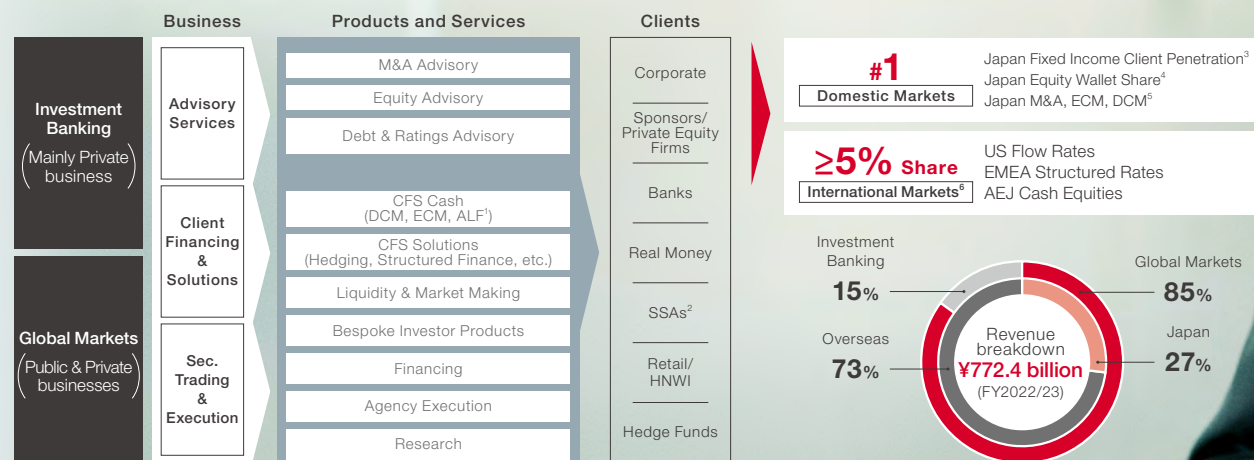 Business
Products and Services
Clients
Investment
Banking
(Mainly Private
business)
Global Markets
(Public & Private
businesses)
Advisory
Services
Client
Financing
&
Solutions
Sec.
Trading
&
Execution
M&A Advisory
Equity Advisory
Debt & Ratings Advisory
CFS Cash
(DCM, ECM, ALF¹)
CFS Solutions
(Hedging, Structured Finance, etc.)
Liquidity & Market Making
Bespoke Investor Products
Financing
Agency Execution
Research
Corporate
Sponsors/
Private Equity
Firms
Banks
Real Money
SSAs²
Retail/
HNWI
Hedge Funds
#1
Domestic Markets
Japan Fixed Income Client Penetration³
Japan Equity Wallet Share⁴
Japan M&A, ECM, DCM⁵
≥5% Share
International Markets⁶
US Flow Rates
EMEA Structured Rates
AEJ Cash Equities
Investment
Banking
15%
Overseas
73%
Revenue
breakdown
¥772.4 billion
(FY2022/23)
Global Markets
85%
Japan
27%